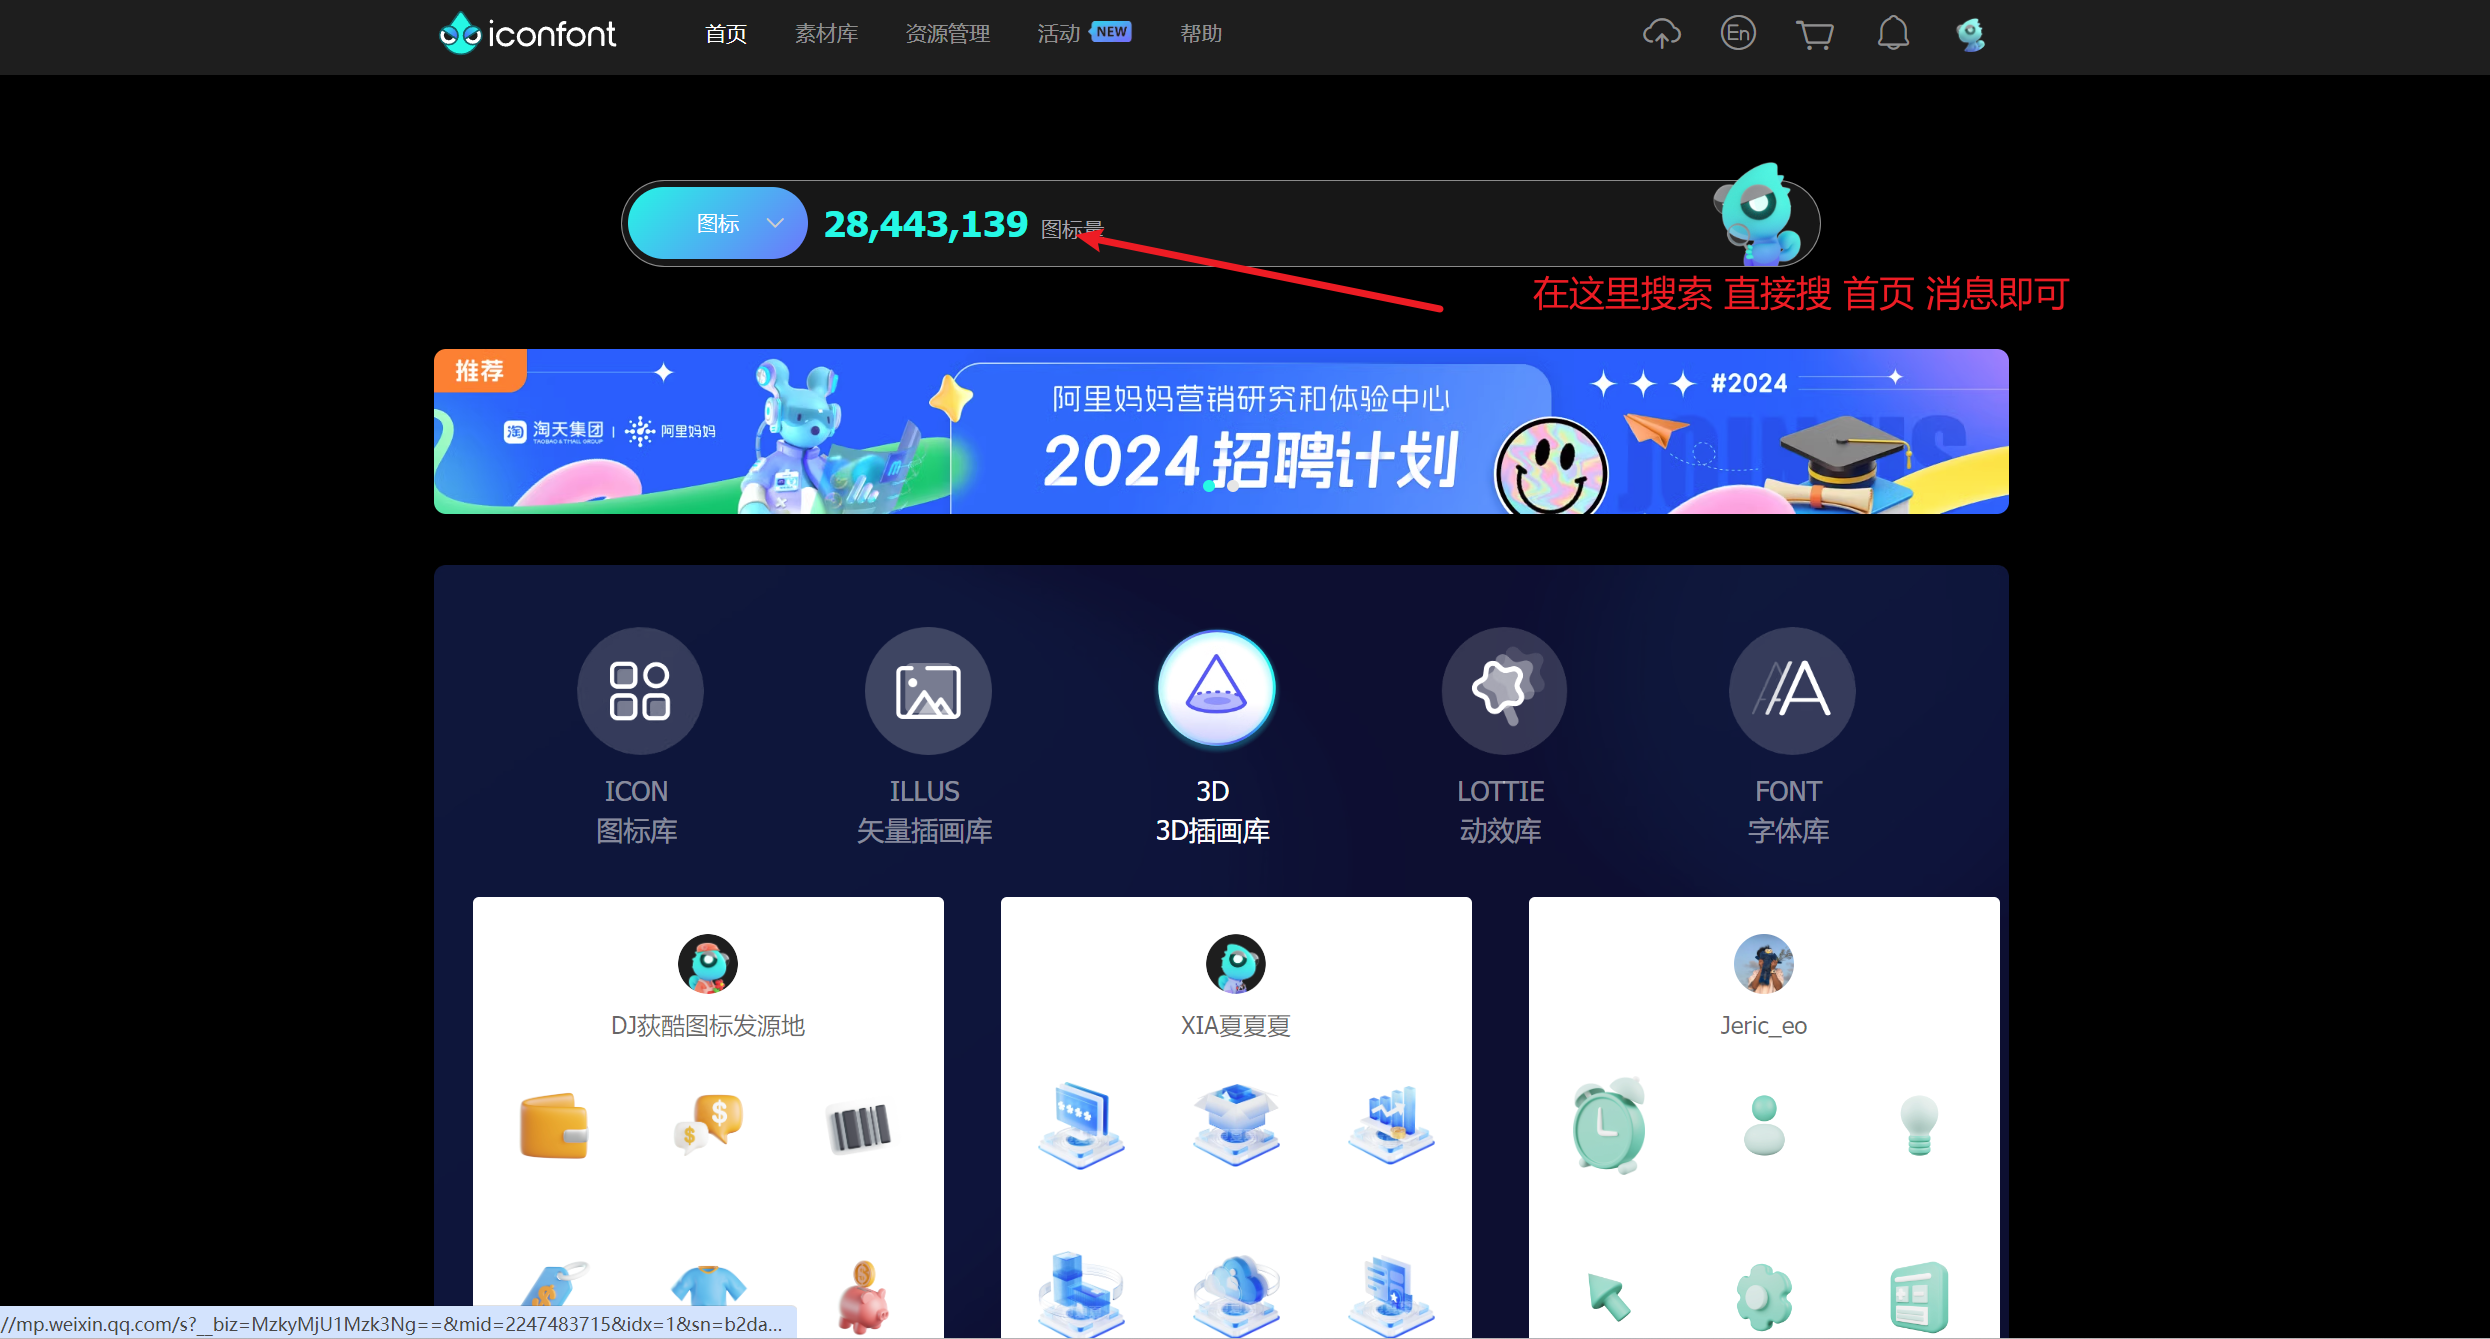 iconfont
首页 素材库 资源管理 活动 NEW 帮助 En
图标 28,443,139 图标量
在这里搜索 直接搜 首页 消息即可
推荐
淘 淘天集团 TAOBAO & TMALL GROUP 阿里妈妈
阿里妈妈营销研究和体验中心
2024招聘计划
#2024
JOIN US
ICON
图标库
ILLUS
矢量插画库
3D
3D插画库
LOTTIE
动效库
FONT
字体库
DJ荻酷图标发源地
XIA夏夏夏
Jeric_eo
//mp.weixin.qq.com/s?__biz=MzkyMjU1Mzk3Ng==&mid=2247483715&idx=1&sn=b2da...